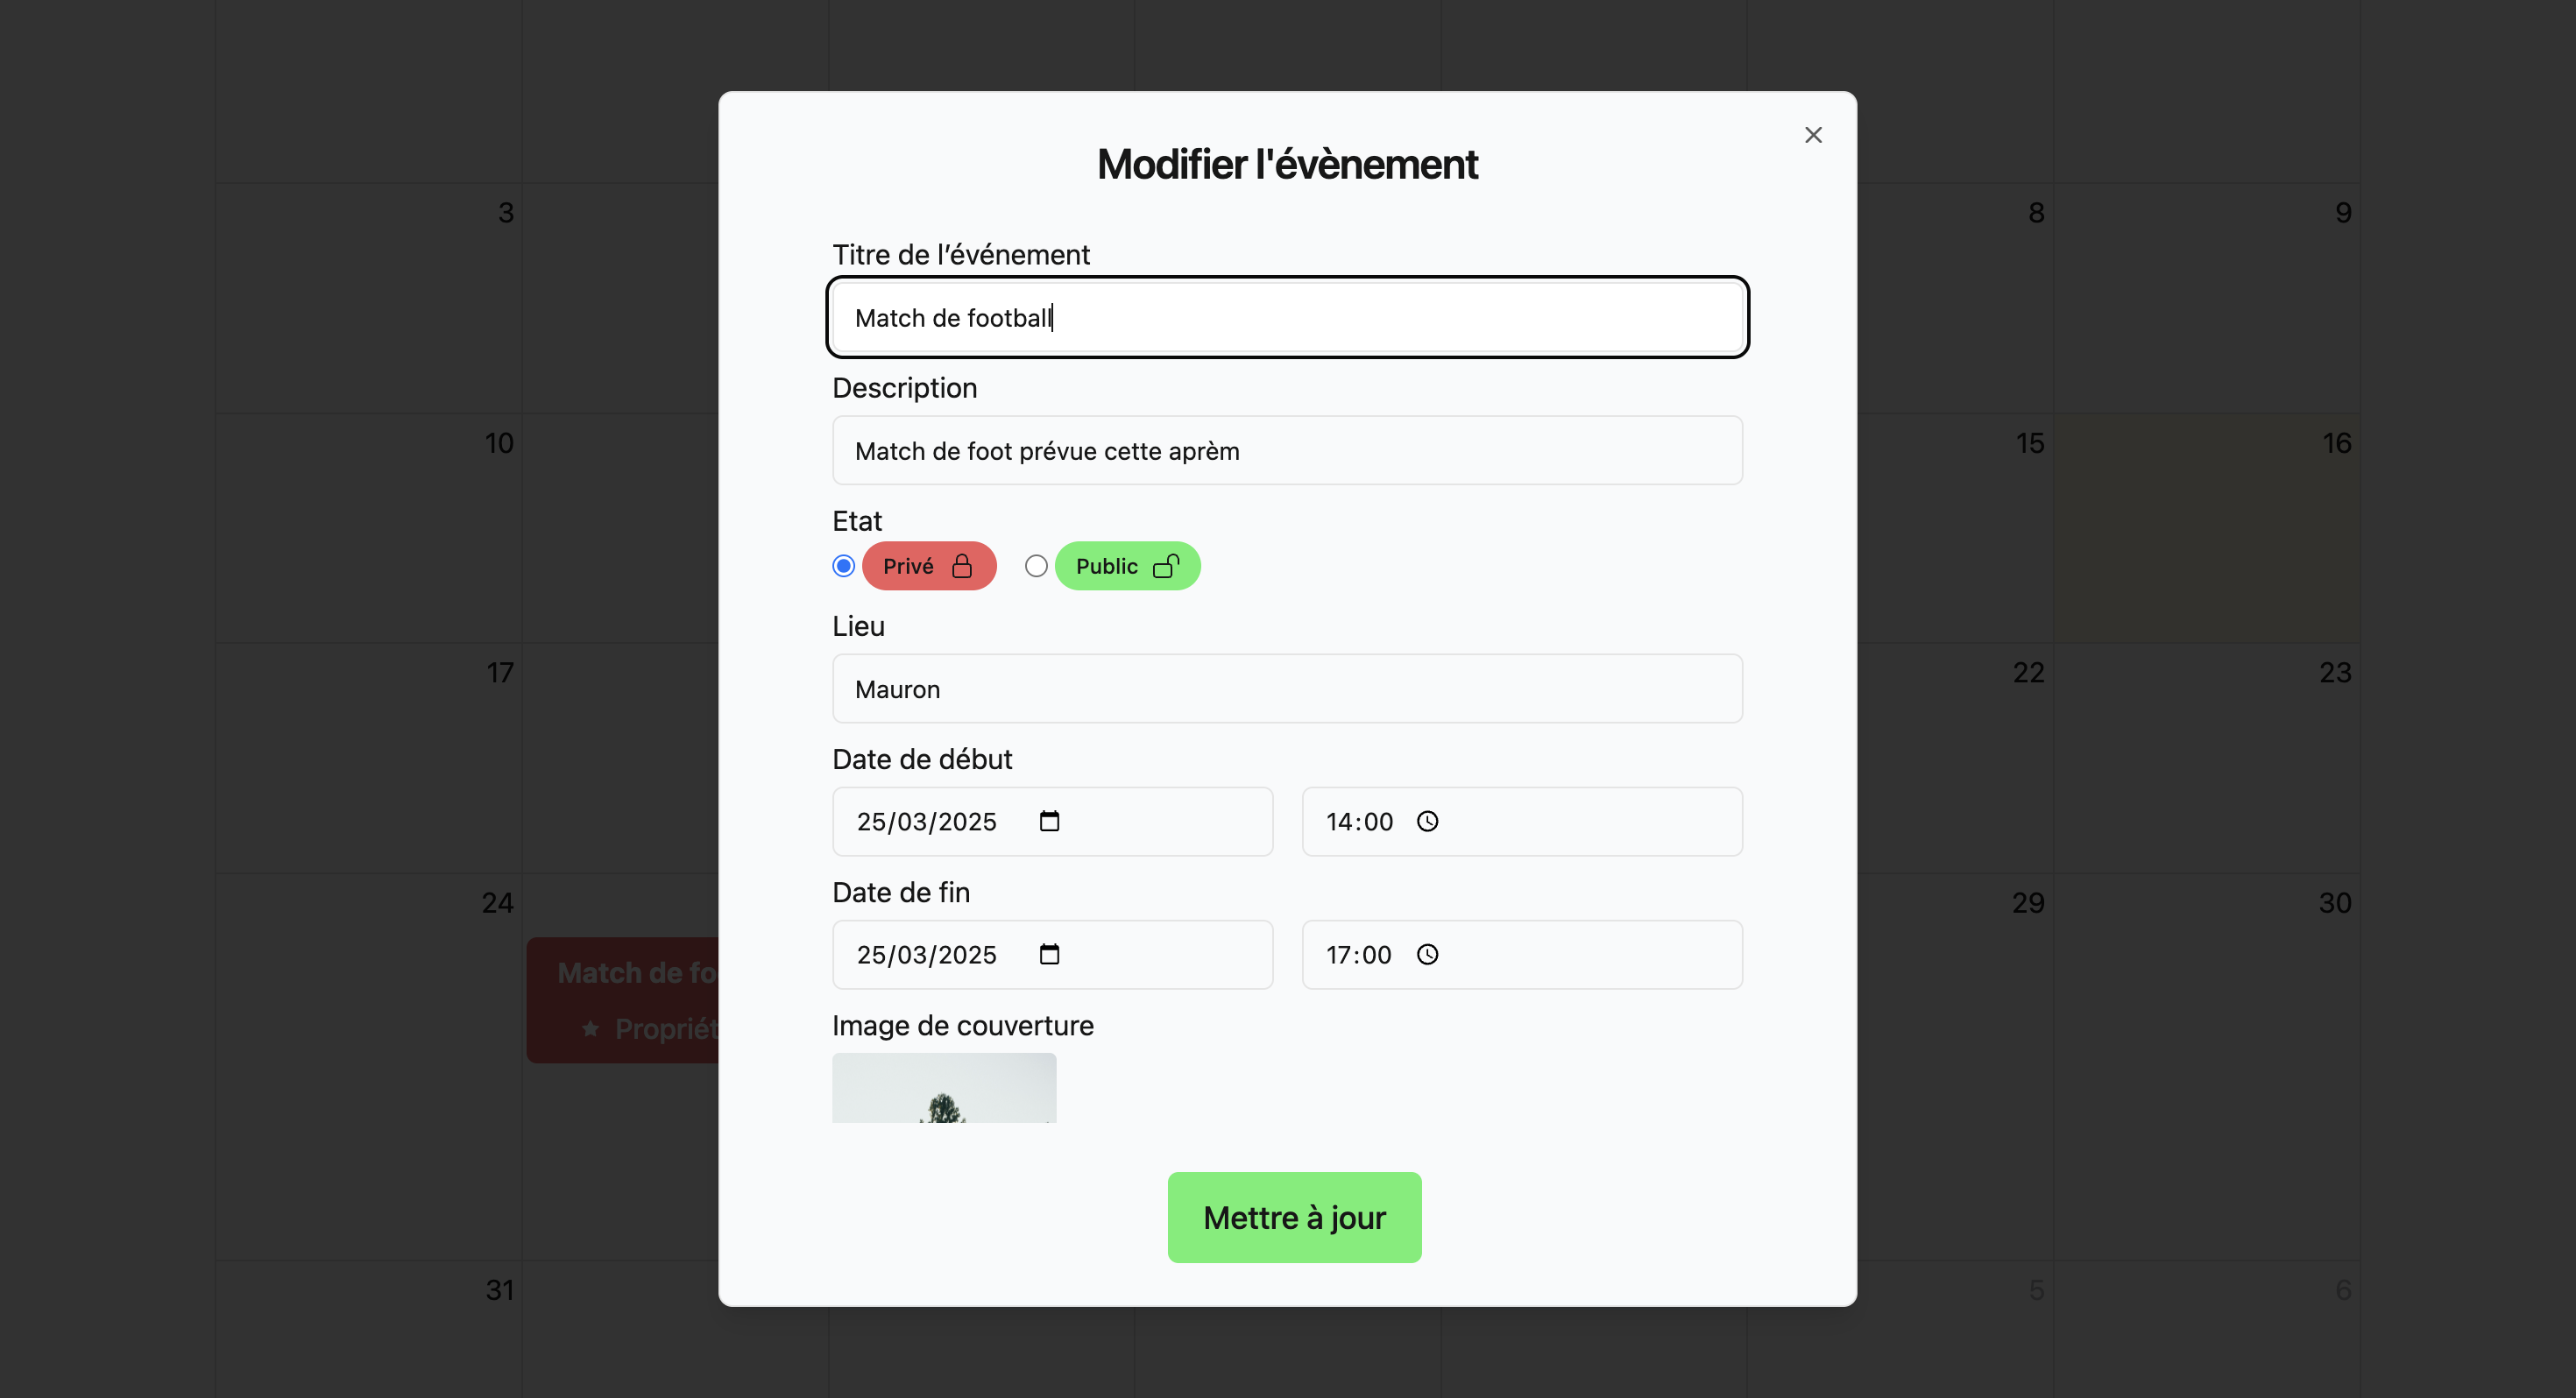 Modifier l'évènement
Titre de l’événement
Match de football
Description
Match de foot prévue cette aprèm
Etat
Privé
Public
Lieu
Mauron
Date de début
25/03/2025
14:00
Date de fin
25/03/2025
17:00
Image de couverture
Mettre à jour
3
8
9
10
15
16
17
22
23
24
29
30
Match de fo
Propriét
31
5
6